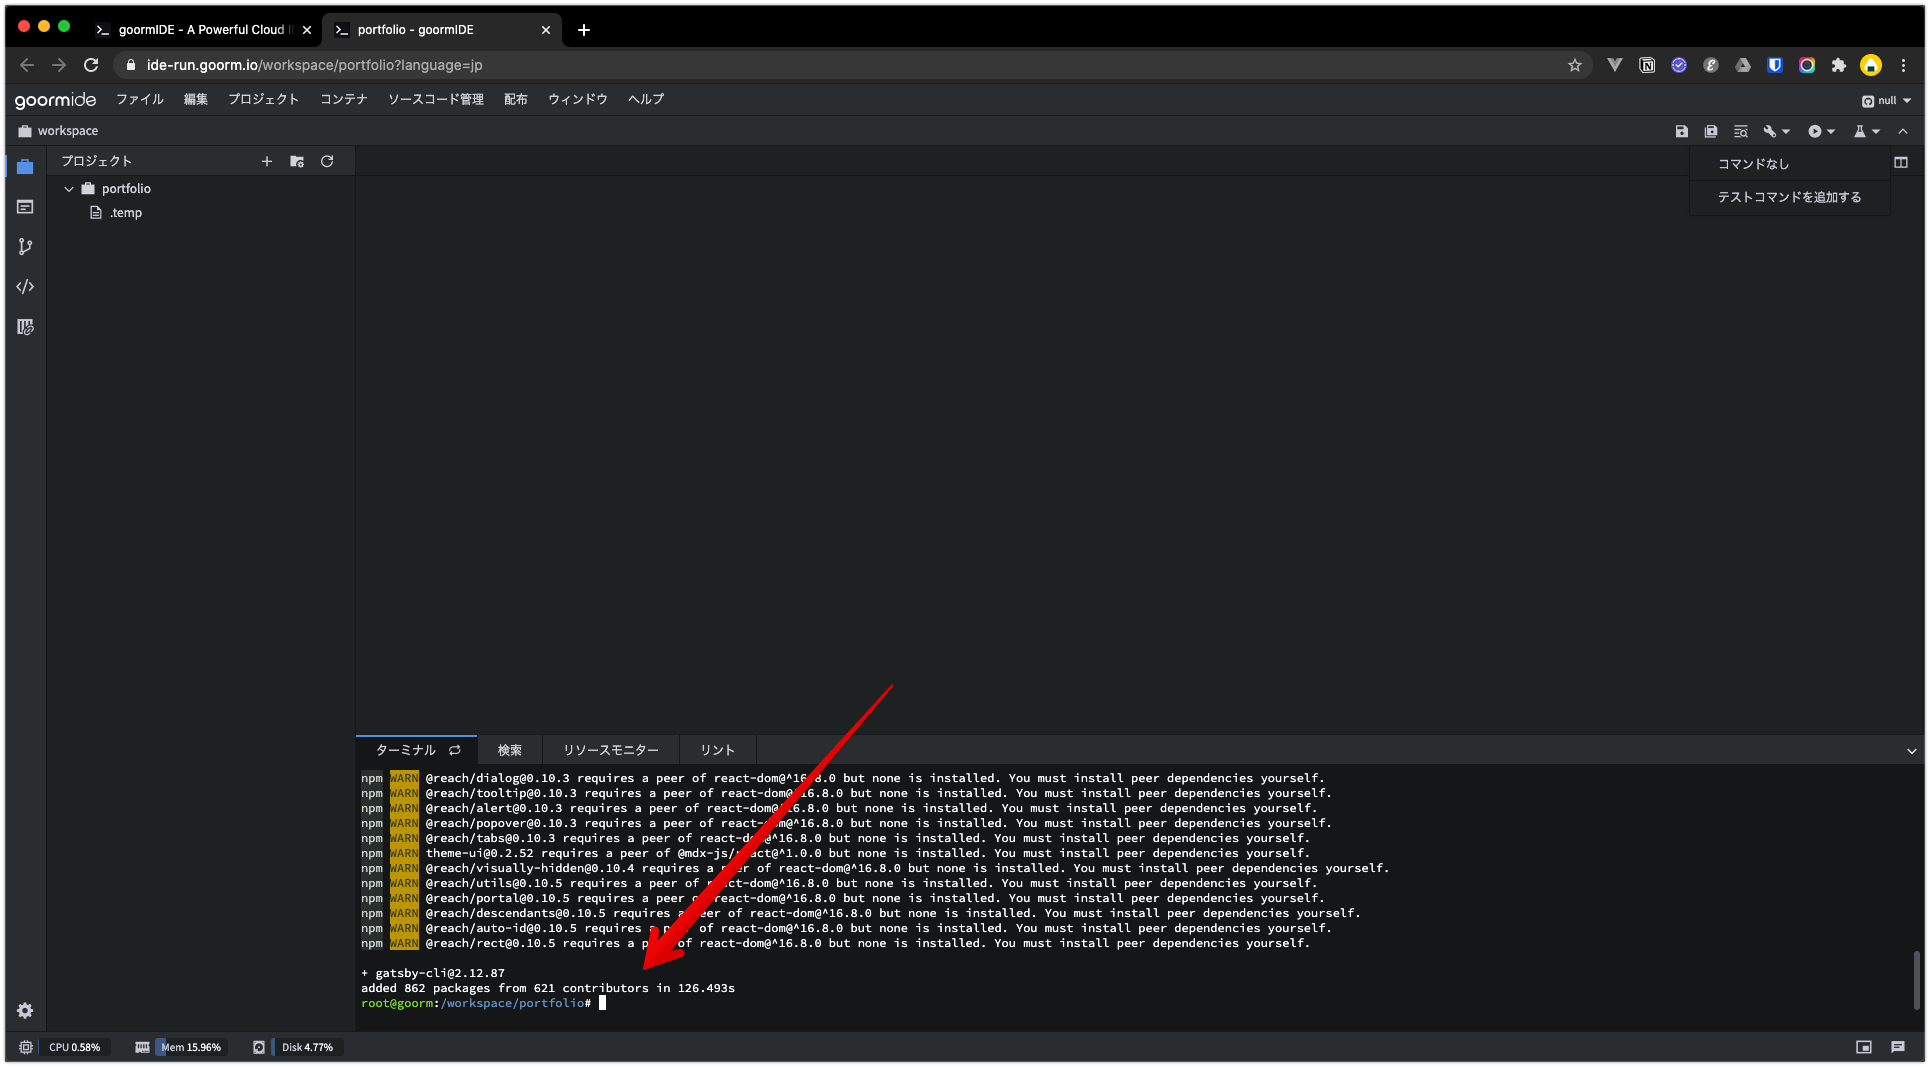 goormIDE - A Powerful Cloud I
portfolio - goormIDE
ide-run.goorm.io/workspace/portfolio?language=jp
goormide ファイル 編集 プロジェクト コンテナ ソースコード管理 配布 ウィンドウ ヘルプ null
workspace
プロジェクト
コマンドなし
portfolio
テストコマンドを追加する
.temp
ターミナル 検索 リソースモニター リント
npm WARN @reach/dialog@0.10.3 requires a peer of react-dom@^16.8.0 but none is installed. You must install peer dependencies yourself.
npm WARN @reach/tooltip@0.10.3 requires a peer of react-dom@^16.8.0 but none is installed. You must install peer dependencies yourself.
npm WARN @reach/alert@0.10.3 requires a peer of react-dom@^16.8.0 but none is installed. You must install peer dependencies yourself.
npm WARN @reach/popover@0.10.3 requires a peer of react-dom@^16.8.0 but none is installed. You must install peer dependencies yourself.
npm WARN @reach/tabs@0.10.3 requires a peer of react-dom@^16.8.0 but none is installed. You must install peer dependencies yourself.
npm WARN theme-ui@0.2.52 requires a peer of @mdx-js/react@^1.0.0 but none is installed. You must install peer dependencies yourself.
npm WARN @reach/visually-hidden@0.10.4 requires a peer of react-dom@^16.8.0 but none is installed. You must install peer dependencies yourself.
npm WARN @reach/utils@0.10.5 requires a peer of react-dom@^16.8.0 but none is installed. You must install peer dependencies yourself.
npm WARN @reach/portal@0.10.5 requires a peer of react-dom@^16.8.0 but none is installed. You must install peer dependencies yourself.
npm WARN @reach/descendants@0.10.5 requires a peer of react-dom@^16.8.0 but none is installed. You must install peer dependencies yourself.
npm WARN @reach/auto-id@0.10.5 requires a peer of react-dom@^16.8.0 but none is installed. You must install peer dependencies yourself.
npm WARN @reach/rect@0.10.5 requires a peer of react-dom@^16.8.0 but none is installed. You must install peer dependencies yourself.
+ gatsby-cli@2.12.87
added 862 packages from 621 contributors in 126.493s
root@goorm:/workspace/portfolio#
CPU 0.58% Mem 15.96% Disk 4.77%